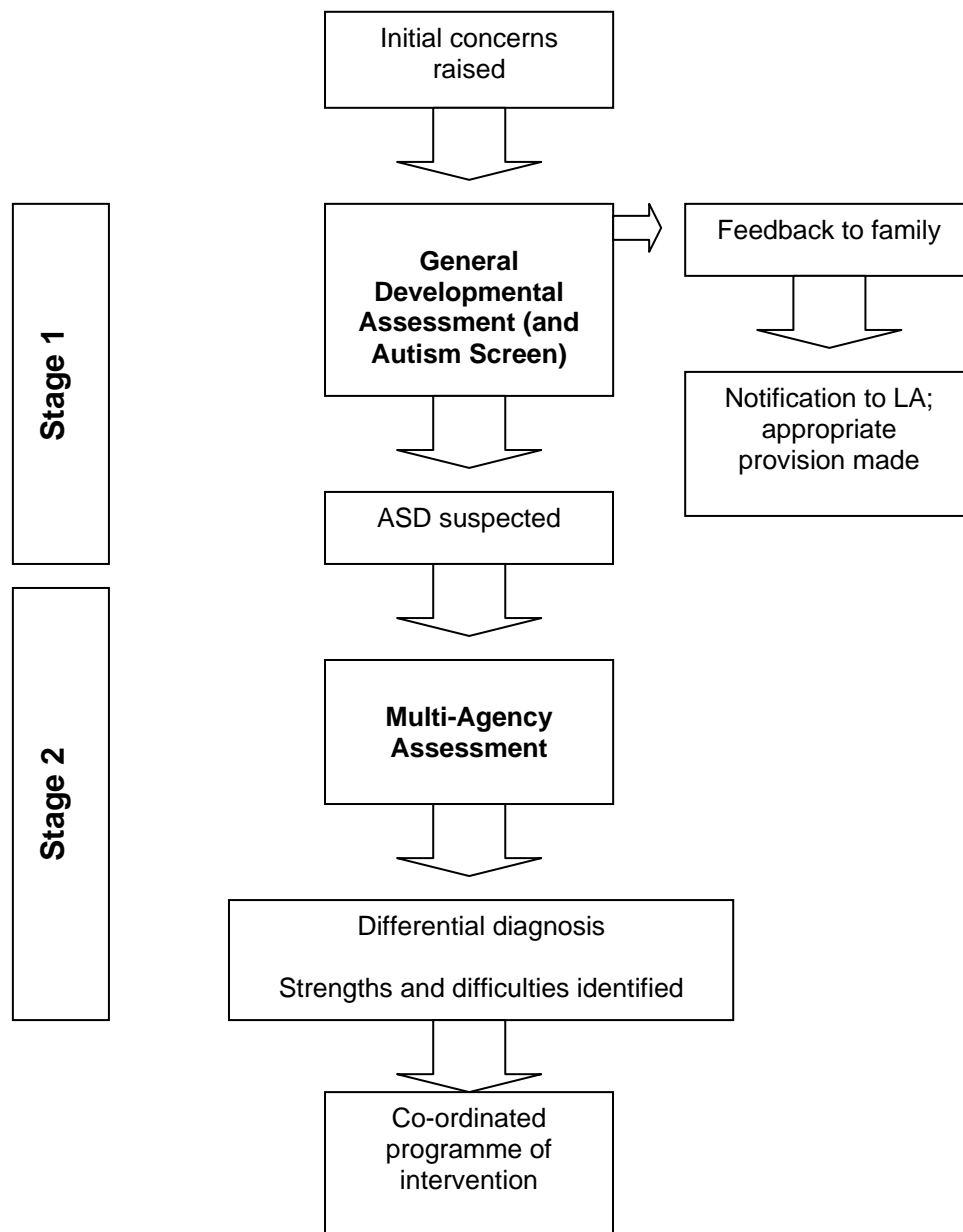 Initial concerns
raised
Stage 1
General
Developmental
Assessment (and
Autism Screen)
Feedback to family
Notification to LA;
appropriate
provision made
ASD suspected
Stage 2
Multi-Agency
Assessment
Differential diagnosis
Strengths and difficulties identified
Co-ordinated
programme of
intervention